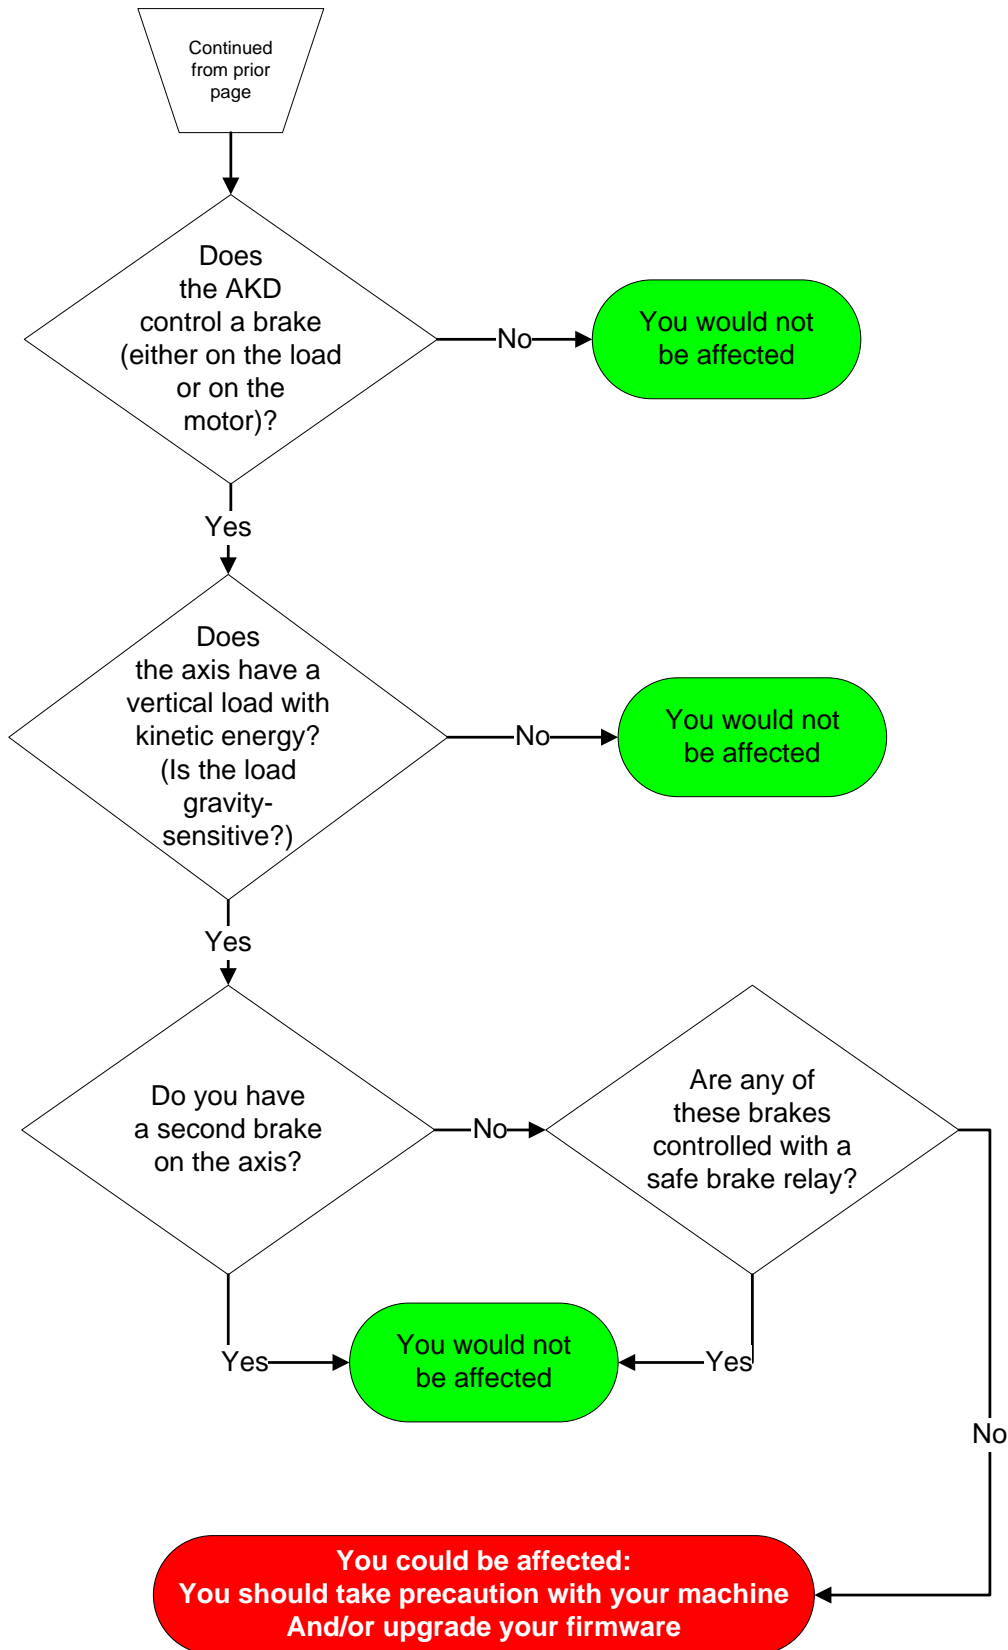 Continued
from prior
page
Does
the AKD
control a brake
(either on the load
or on the
motor)?
No
You would not
be affected
Yes
Does
the axis have a
vertical load with
kinetic energy?
(Is the load
gravity-
sensitive?)
No
You would not
be affected
Yes
Do you have
a second brake
on the axis?
No
Are any of
these brakes
controlled with a
safe brake relay?
Yes
You would not
be affected
Yes
No
You could be affected:
You should take precaution with your machine
And/or upgrade your firmware